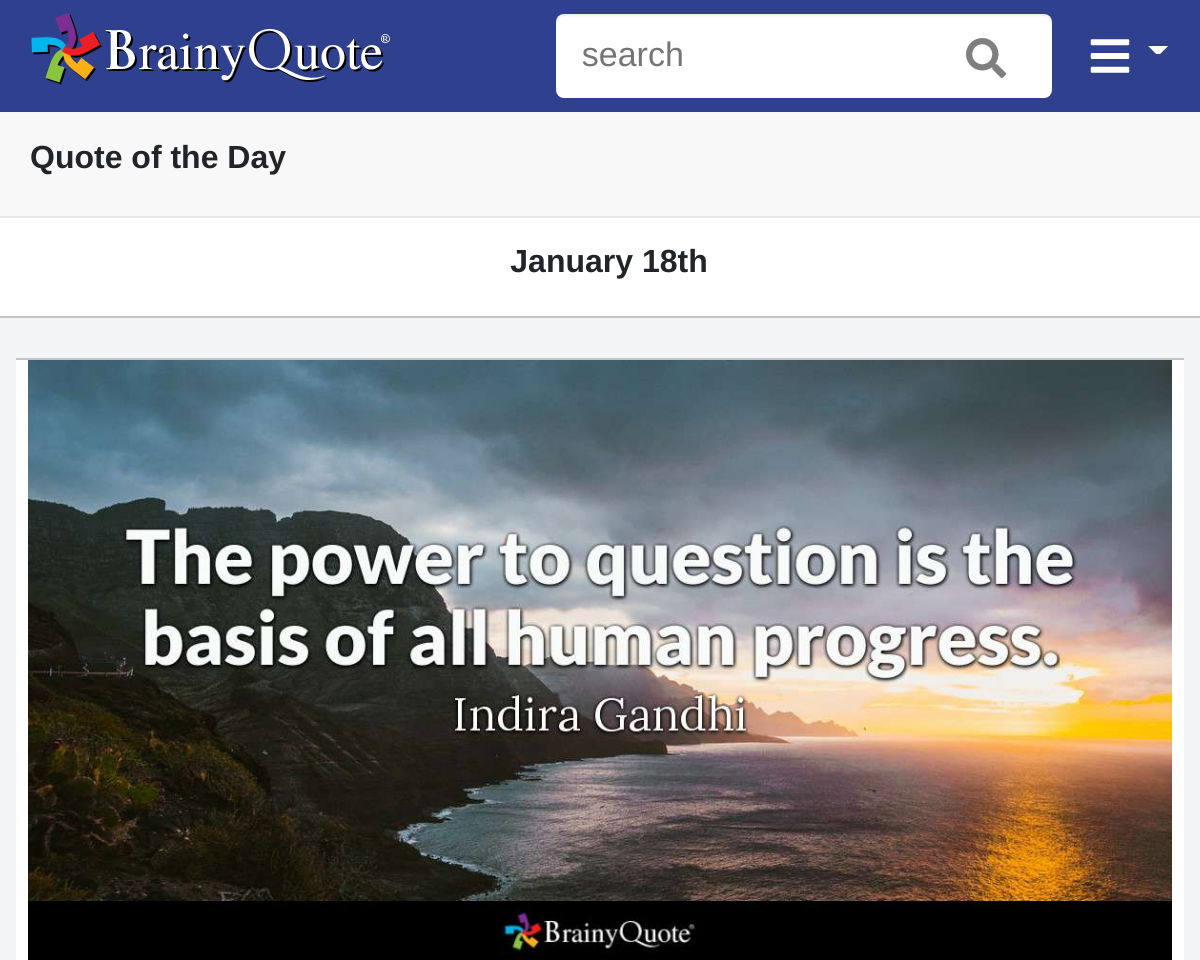 BrainyQuote®
search
Quote of the Day
January 18th
The power to question is the
basis of all human progress.
Indira Gandhi
BrainyQuote®